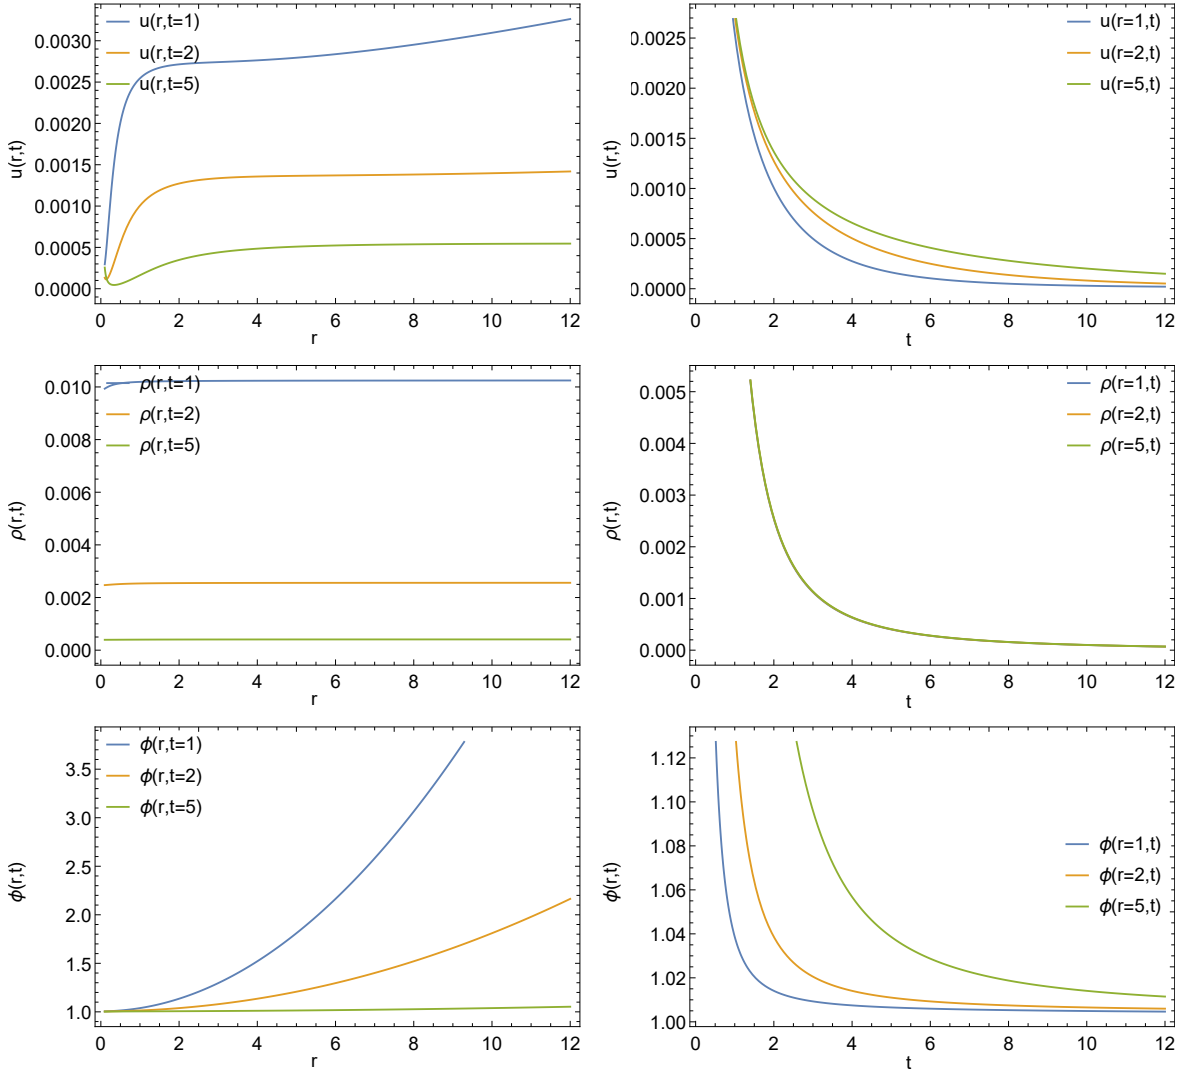 u(r,t=1)
u(r,t=2)
u(r,t=5)
0.0030
0.0025
0.0020
0.0015
0.0010
0.0005
0.0000
u(r,t)
0 2 4 6 8 10 12
r
u(r=1,t)
u(r=2,t)
u(r=5,t)
0.0025
0.0020
0.0015
0.0010
0.0005
0.0000
u(r,t)
0 2 4 6 8 10 12
t
ρ(r,t=1)
ρ(r,t=2)
ρ(r,t=5)
0.010
0.008
0.006
0.004
0.002
0.000
ρ(r,t)
0 2 4 6 8 10 12
r
ρ(r=1,t)
ρ(r=2,t)
ρ(r=5,t)
0.005
0.004
0.003
0.002
0.001
0.000
ρ(r,t)
0 2 4 6 8 10 12
t
ϕ(r,t=1)
ϕ(r,t=2)
ϕ(r,t=5)
3.5
3.0
2.5
2.0
1.5
1.0
ϕ(r,t)
0 2 4 6 8 10 12
r
ϕ(r=1,t)
ϕ(r=2,t)
ϕ(r=5,t)
1.12
1.10
1.08
1.06
1.04
1.02
1.00
ϕ(r,t)
0 2 4 6 8 10 12
t